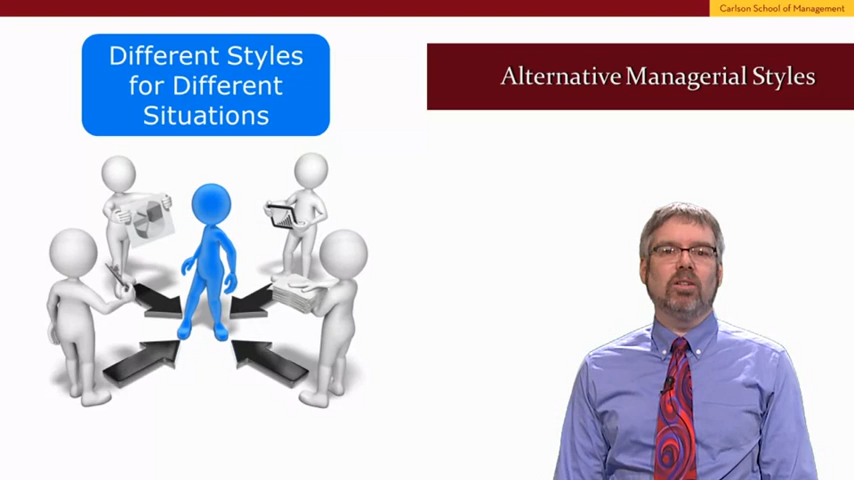 Carlson School of Management
Different Styles
for Different
Situations
Alternative Managerial Styles